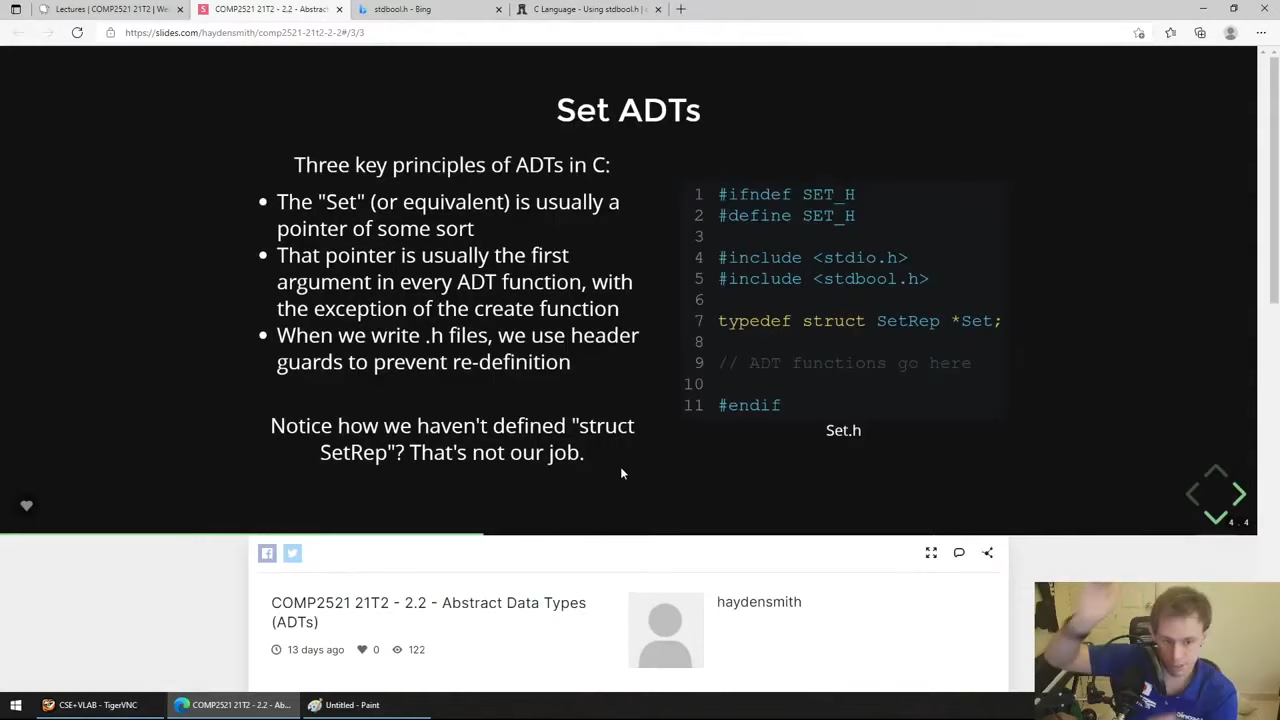 Lectures | COMP2521 21T2 | We
COMP2521 21T2 - 2.2 - Abstract
stdbool.h - Bing
C Language - Using stdbool.h | c
https://slides.com/haydensmith/comp2521-21t2-2-2#/3/3
Set ADTs
Three key principles of ADTs in C:
The "Set" (or equivalent) is usually a
pointer of some sort
That pointer is usually the first
argument in every ADT function, with
the exception of the create function
When we write .h files, we use header
guards to prevent re-definition
Notice how we haven't defined "struct
SetRep"? That's not our job.
1 #ifndef SET_H
2 #define SET_H
3
4 #include <stdio.h>
5 #include <stdbool.h>
6
7 typedef struct SetRep *Set;
8
9 // ADT functions go here
10
11 #endif
Set.h
4 . 4
COMP2521 21T2 - 2.2 - Abstract Data Types
(ADTs)
13 days ago 0 122
haydensmith
CSE+VLAB - TigerVNC
COMP2521 21T2 - 2.2 - Ab...
Untitled - Paint